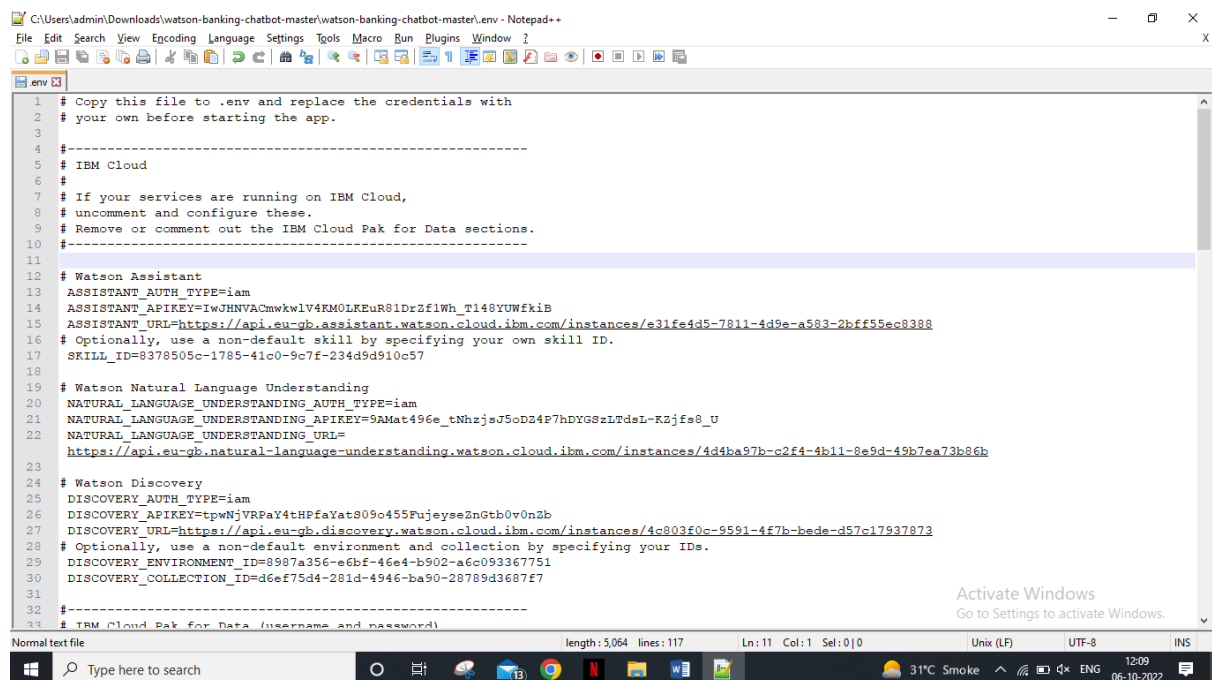 C:\Users\admin\Downloads\watson-banking-chatbot-master\watson-banking-chatbot-master\.env - Notepad++
File Edit Search View Encoding Language Settings Tools Macro Run Plugins Window ? X
.env
1 # Copy this file to .env and replace the credentials with
2 # your own before starting the app.
3
4 #----------------------------------------------------------
5 # IBM Cloud
6 #
7 # If your services are running on IBM Cloud,
8 # uncomment and configure these.
9 # Remove or comment out the IBM Cloud Pak for Data sections.
10 #----------------------------------------------------------
11
12 # Watson Assistant
13 ASSISTANT_AUTH_TYPE=iam
14 ASSISTANT_APIKEY=IwJHNVACmwkwlV4KM0LKEuR81DrZf1Wh_T148YUWfkiB
15 ASSISTANT_URL=https://api.eu-gb.assistant.watson.cloud.ibm.com/instances/e31fe4d5-7811-4d9e-a583-2bff55ec8388
16 # Optionally, use a non-default skill by specifying your own skill ID.
17 SKILL_ID=8378505c-1785-41c0-9c7f-234d9d910c57
18
19 # Watson Natural Language Understanding
20 NATURAL_LANGUAGE_UNDERSTANDING_AUTH_TYPE=iam
21 NATURAL_LANGUAGE_UNDERSTANDING_APIKEY=9AMat496e_tNhzjsJ5oDZ4P7hDYGSzLTdsL-KZjfs8_U
22 NATURAL_LANGUAGE_UNDERSTANDING_URL=
https://api.eu-gb.natural-language-understanding.watson.cloud.ibm.com/instances/4d4ba97b-c2f4-4b11-8e9d-49b7ea73b86b
23
24 # Watson Discovery
25 DISCOVERY_AUTH_TYPE=iam
26 DISCOVERY_APIKEY=tpwNjVRPaY4tHPfaYatS09o455FujeyseZnGtb0v0nZb
27 DISCOVERY_URL=https://api.eu-gb.discovery.watson.cloud.ibm.com/instances/4c803f0c-9591-4f7b-bede-d57c17937873
28 # Optionally, use a non-default environment and collection by specifying your IDs.
29 DISCOVERY_ENVIRONMENT_ID=8987a356-e6bf-46e4-b902-a6c093367751
30 DISCOVERY_COLLECTION_ID=d6ef75d4-281d-4946-ba90-28789d3687f7
31
32 #----------------------------------------------------------
33 # IBM Cloud Pak for Data (username and password)
Activate Windows
Go to Settings to activate Windows.
Normal text file length : 5,064 lines : 117 Ln : 11 Col : 1 Sel : 0 | 0 Unix (LF) UTF-8 INS
Type here to search 13 N 31°C Smoke ENG 12:09
06-10-2022